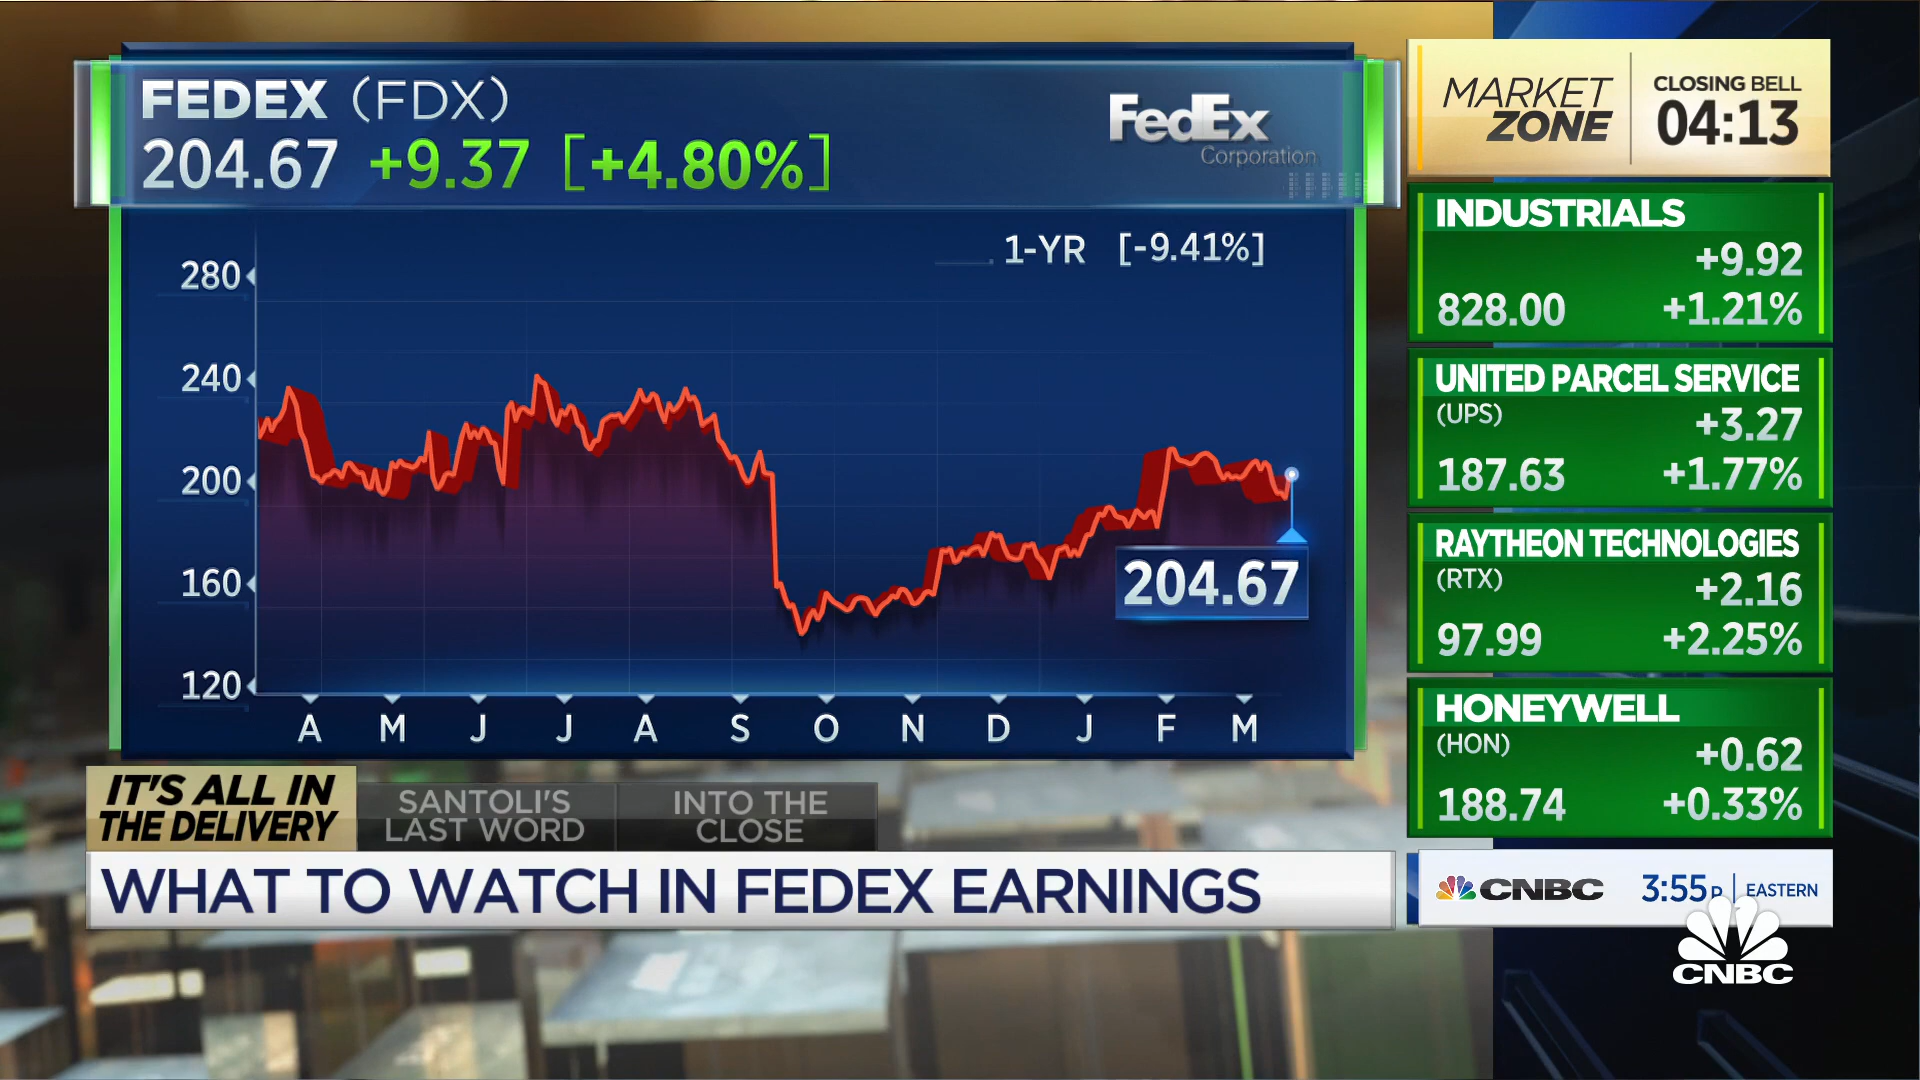 FEDEX (FDX)
204.67 +9.37 [+4.80%]
FedEx
Corporation
1-YR [-9.41%]
280
240
200
160
120
204.67
A M J J A S O N D J F M
IT'S ALL IN
THE DELIVERY
SANTOLI'S
LAST WORD
INTO THE
CLOSE
WHAT TO WATCH IN FEDEX EARNINGS
MARKET
ZONE
CLOSING BELL
04:13
INDUSTRIALS
+9.92
828.00 +1.21%
UNITED PARCEL SERVICE
(UPS) +3.27
187.63 +1.77%
RAYTHEON TECHNOLOGIES
(RTX) +2.16
97.99 +2.25%
HONEYWELL
(HON) +0.62
188.74 +0.33%
CNBC 3:55P EASTERN
CNBC